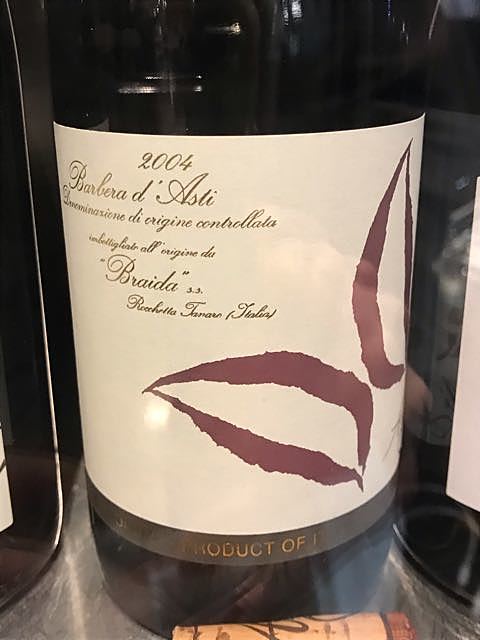 2004
Barbera d'Asti
Denominazione di origine controllata
imbottigliato all'origine da
"Braida" s.s.
Rocchetta Tanaro (Italia)
PRODUCT OF